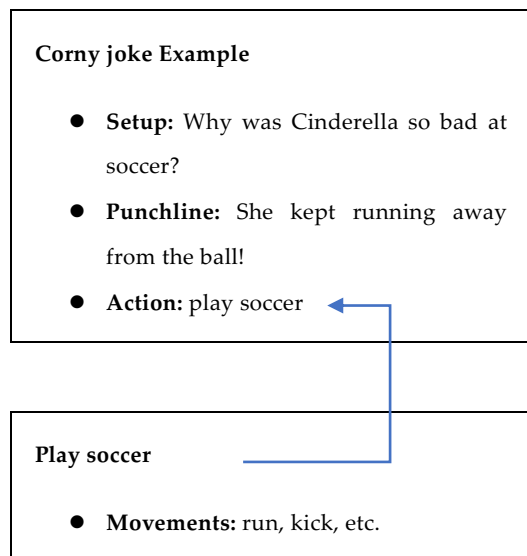 Corny joke Example
● Setup: Why was Cinderella so bad at
soccer?
● Punchline: She kept running away
from the ball!
● Action: play soccer
Play soccer
● Movements: run, kick, etc.